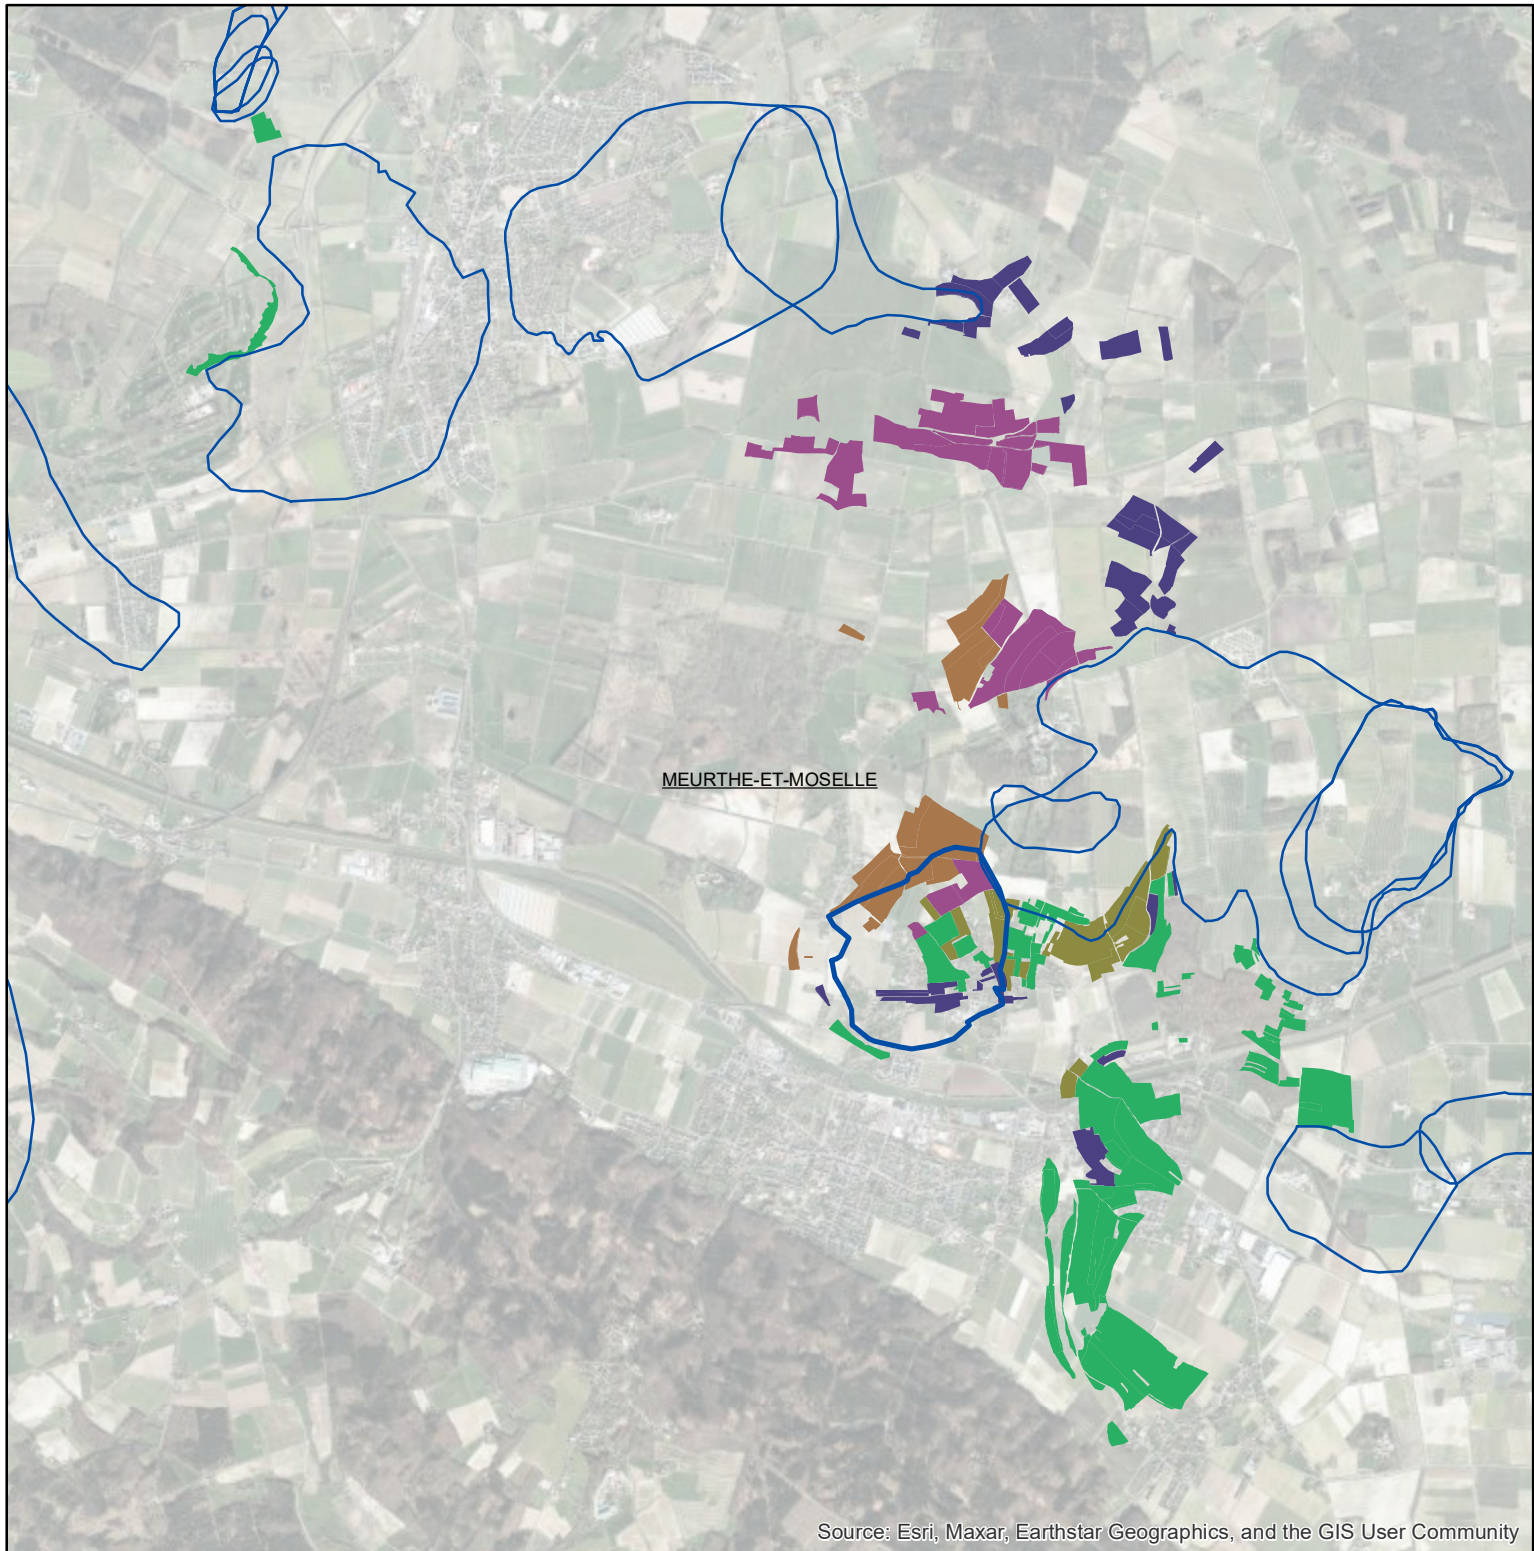 MEURTHE-ET-MOSELLE
Source: Esri, Maxar, Earthstar Geographics, and the GIS User Community